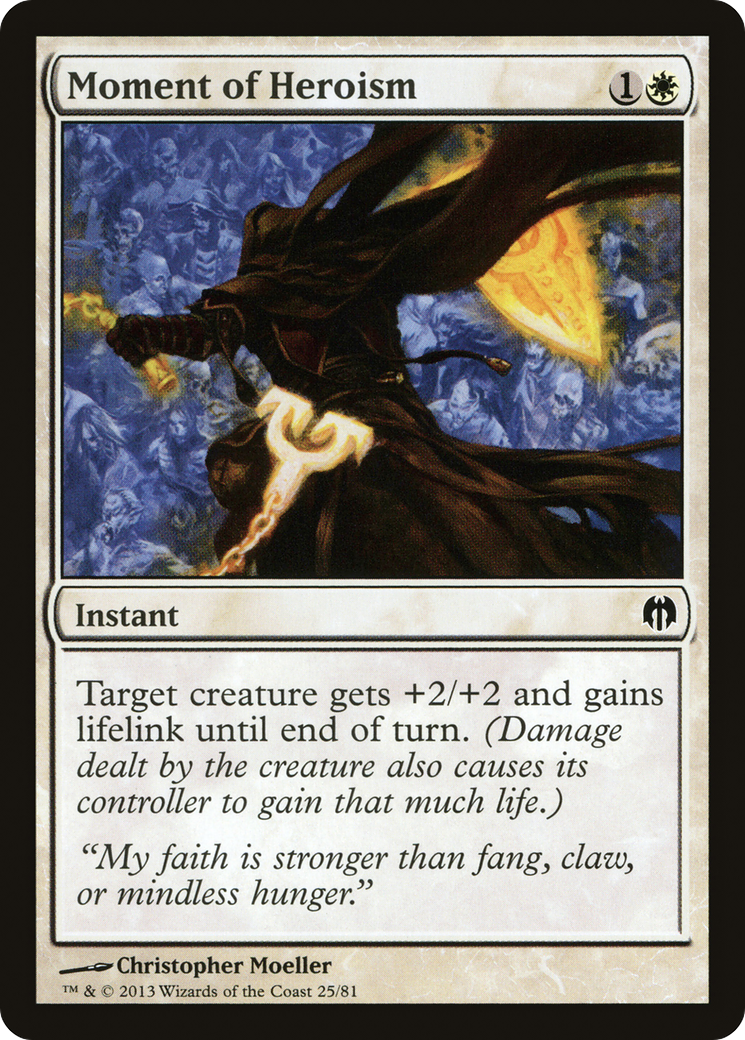 Moment of Heroism 1
Instant
Target creature gets +2/+2 and gains
lifelink until end of turn. (Damage
dealt by the creature also causes its
controller to gain that much life.)
“My faith is stronger than fang, claw,
or mindless hunger.”
Christopher Moeller
™ & © 2013 Wizards of the Coast 25/81